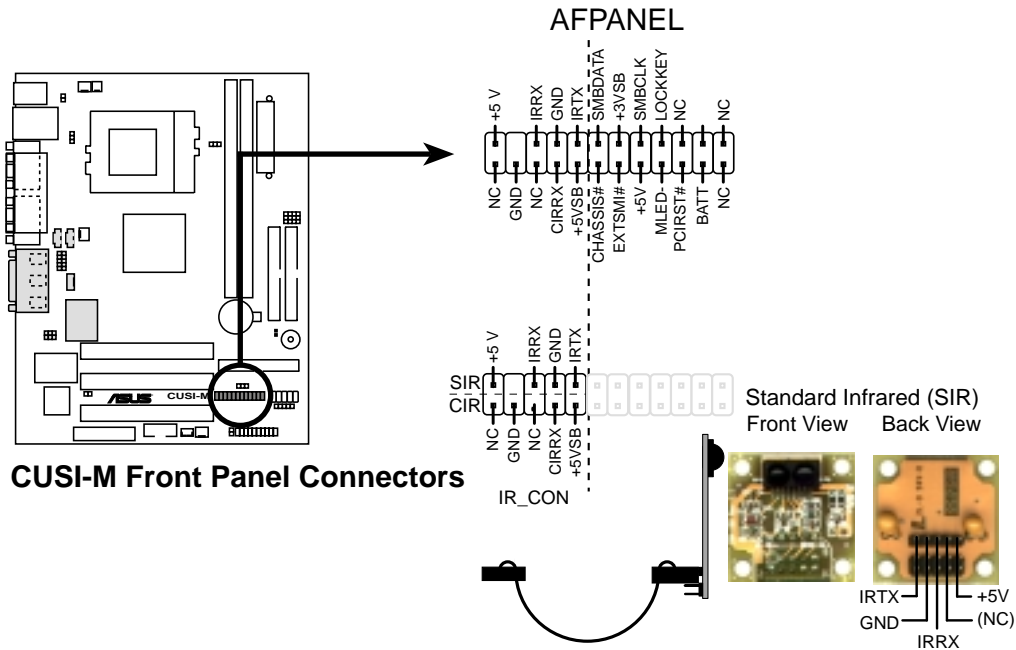 AFPANEL
+5 V
IRRX
GND
IRTX
SMBDATA
+3VSB
SMBCLK
LOCKKEY
NC
NC
NC
GND
NC
CIRRX
+5VSB
CHASSIS#
EXTSMI#
+5V
MLED-
PCIRST#
BATT
NC
/ISUS CUSI-M
+5 V
IRRX
GND
IRTX
SIR
CIR
NC
GND
NC
CIRRX
+5VSB
IR_CON
CUSI-M Front Panel Connectors
Standard Infrared (SIR)
Front View Back View
IRTX
+5V
GND
(NC)
IRRX